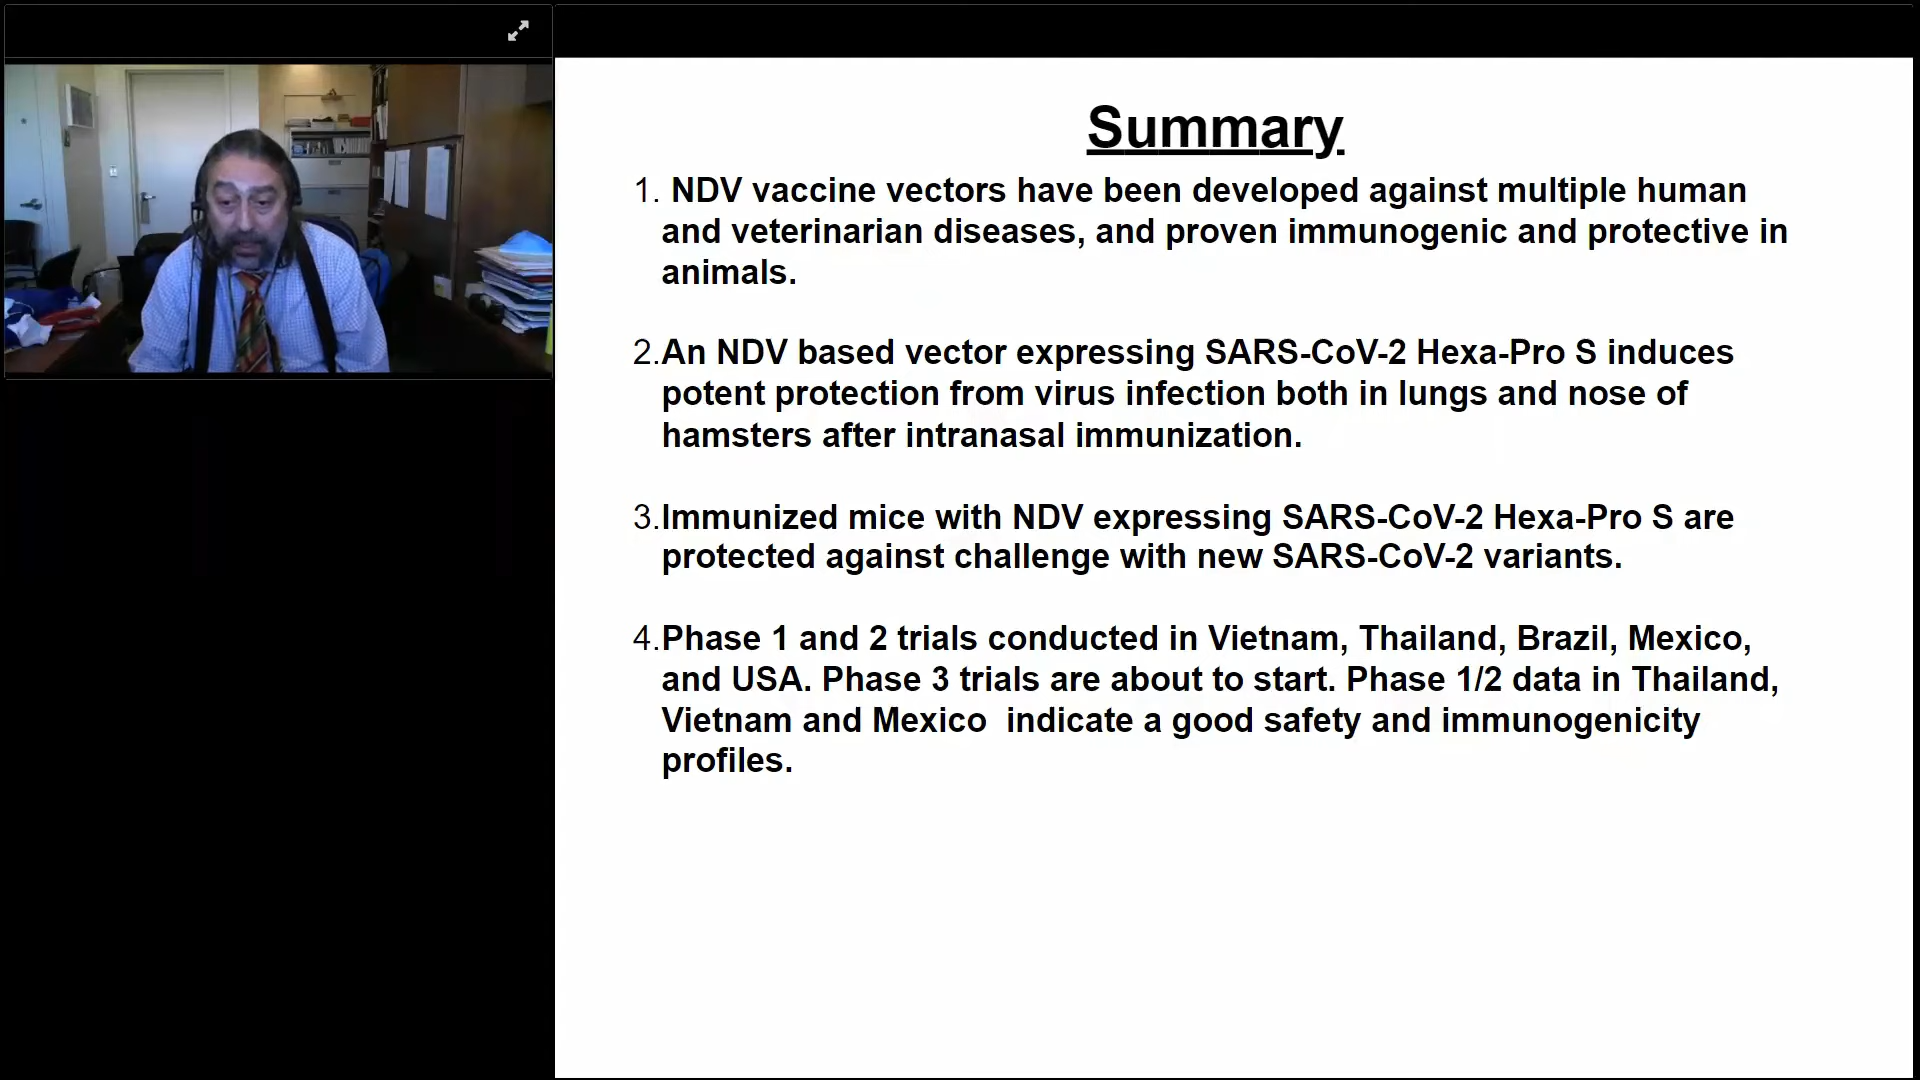 Summary
1. NDV vaccine vectors have been developed against multiple human
and veterinarian diseases, and proven immunogenic and protective in
animals.
2.An NDV based vector expressing SARS-CoV-2 Hexa-Pro S induces
potent protection from virus infection both in lungs and nose of
hamsters after intranasal immunization.
3.Immunized mice with NDV expressing SARS-CoV-2 Hexa-Pro S are
protected against challenge with new SARS-CoV-2 variants.
4.Phase 1 and 2 trials conducted in Vietnam, Thailand, Brazil, Mexico,
and USA. Phase 3 trials are about to start. Phase 1/2 data in Thailand,
Vietnam and Mexico  indicate a good safety and immunogenicity
profiles.